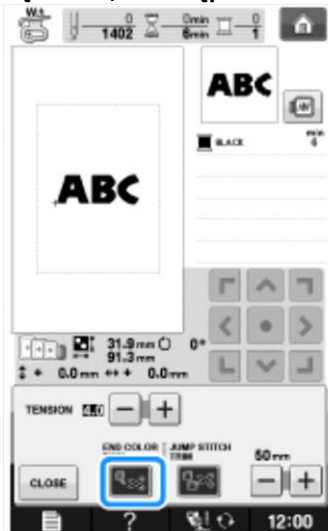 W+
0 0min 0
1402 6min 1
ABC
ABC
BLACK min 6
31.9mm 0°
91.3mm
0.0mm 0.0mm
TENSION 4.0 - +
END COLOR JUMP STITCH
TRIM
50mm
CLOSE - +
? 12:00